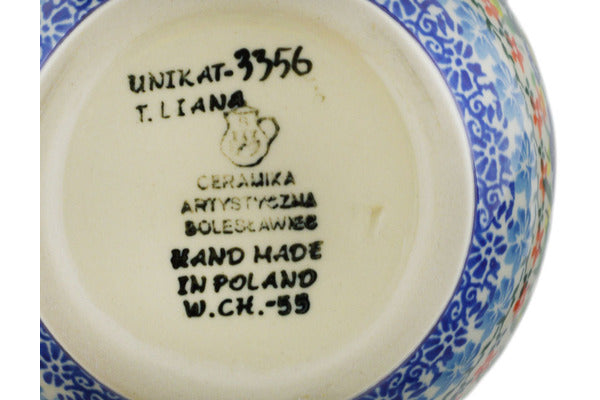 UNIKAT-3356
T. LIANA
CERAMIKA
ARTYSTYCZNA
BOLESŁAWIEC
HAND MADE
IN POLAND
W.CH.-55